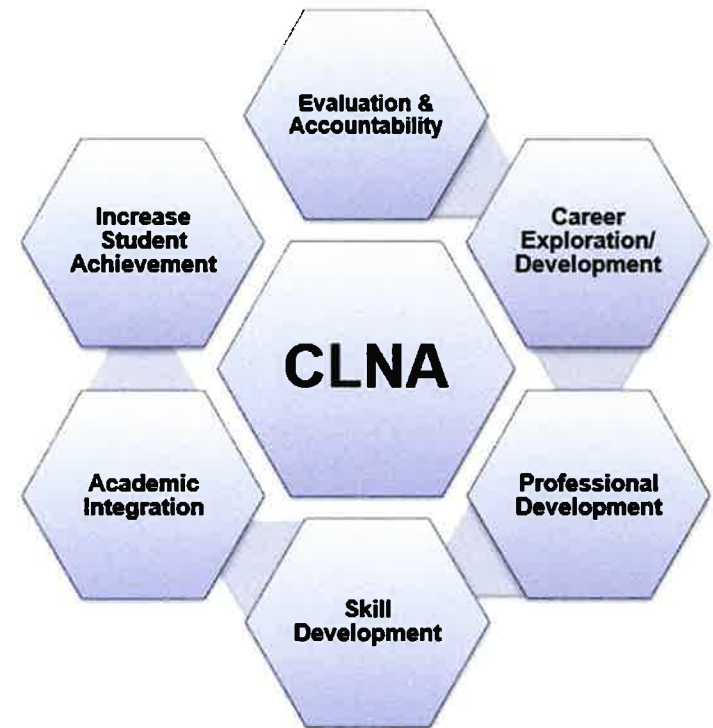 Evaluation &
Accountability
Increase
Student
Achievement
Career
Exploration/
Development
CLNA
Academic
Integration
Professional
Development
Skill
Development